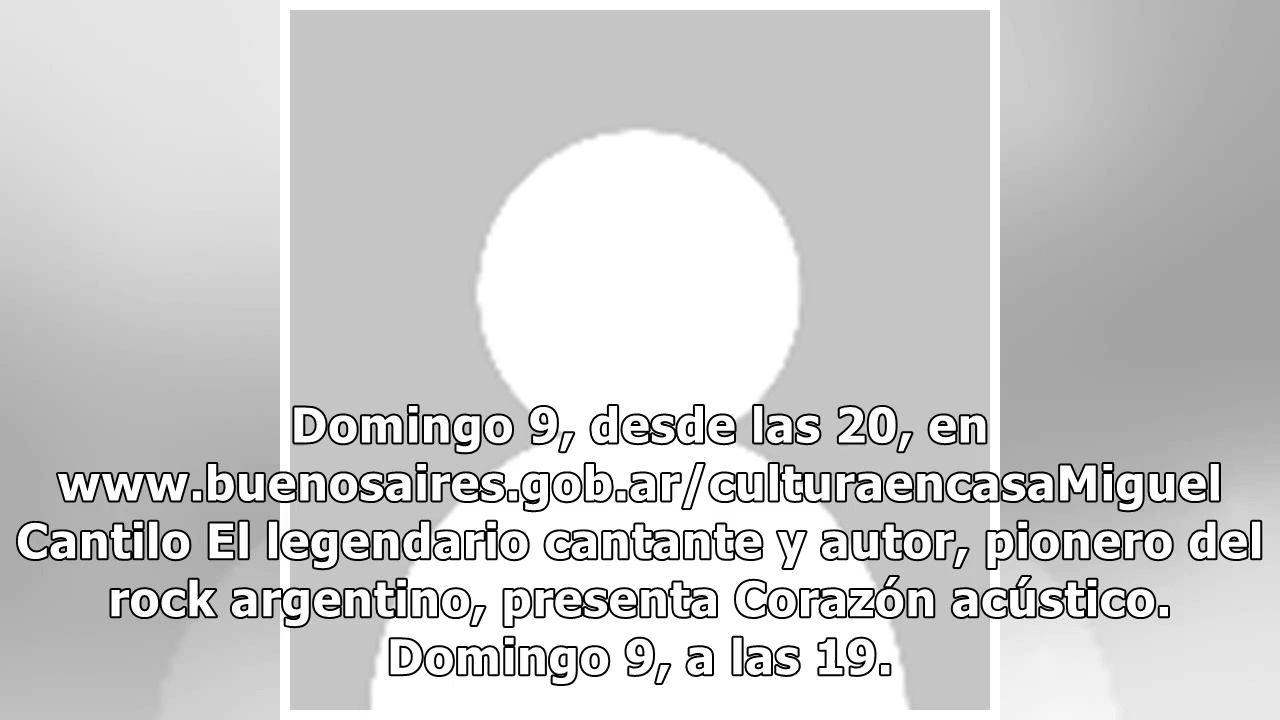 Domingo 9, desde las 20, en
www.buenosaires.gob.ar/culturaencasaMiguel
Cantilo El legendario cantante y autor, pionero del
rock argentino, presenta Corazón acústico.
Domingo 9, a las 19.